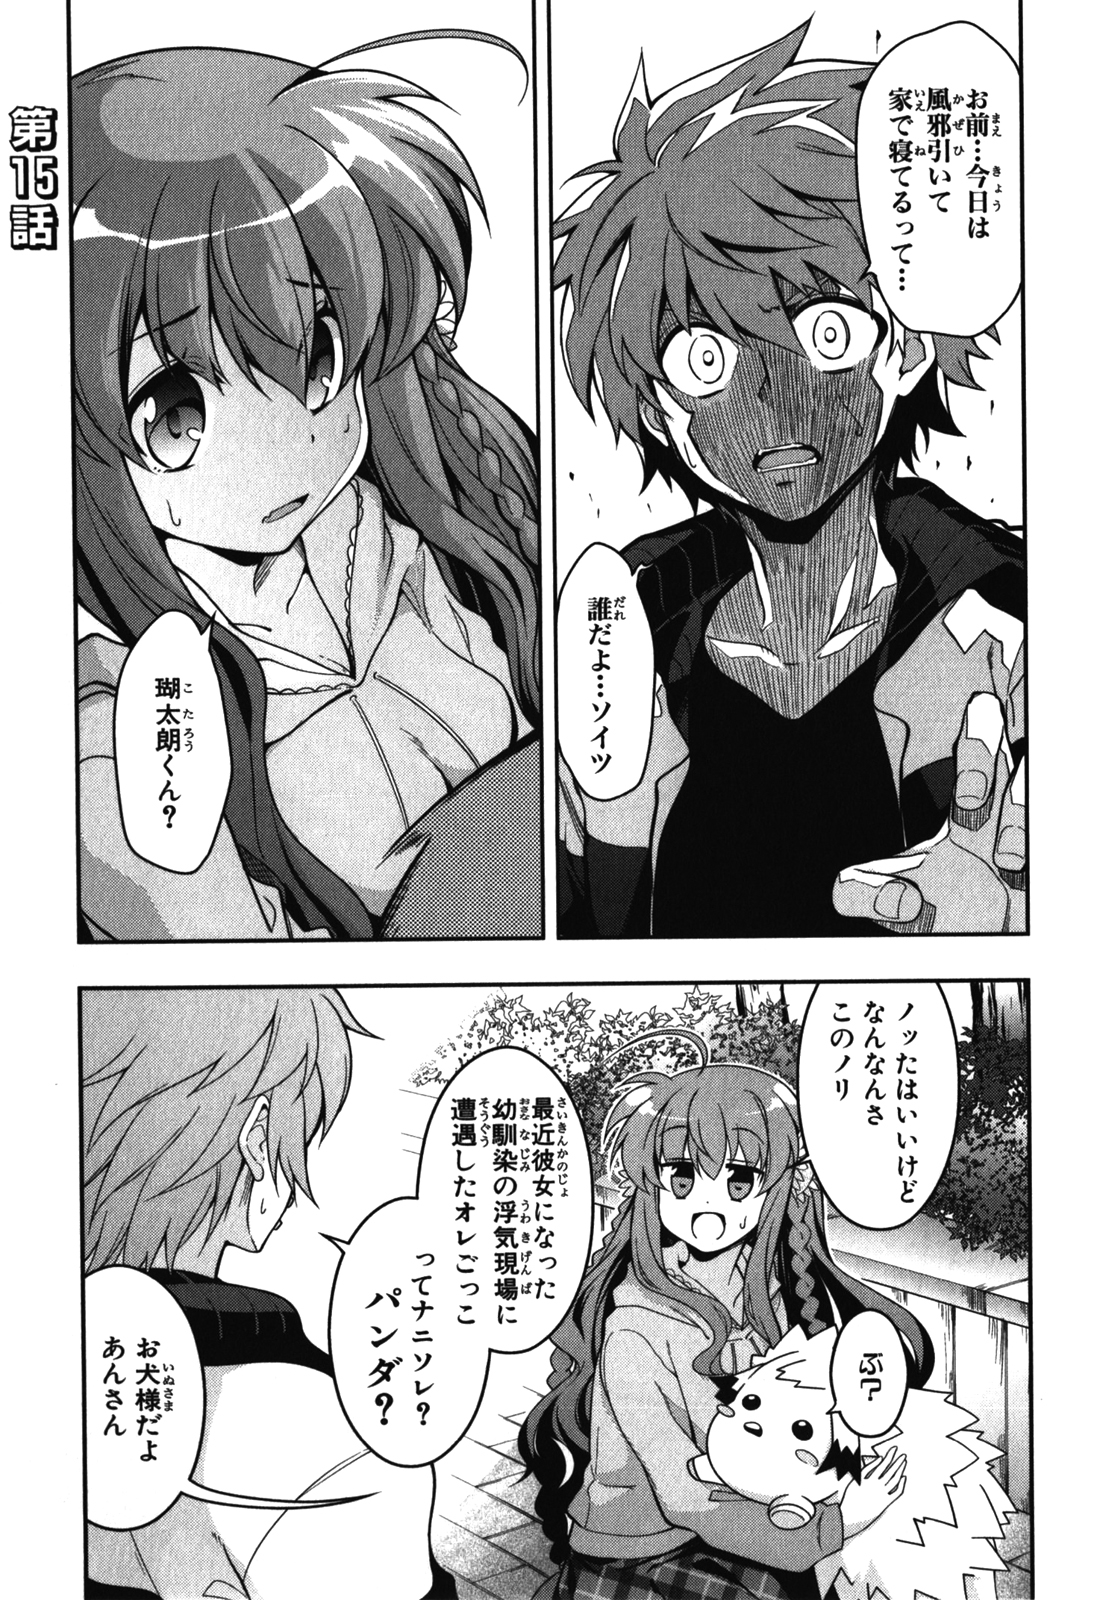 第15話
お前…今日は
風邪引いて
家で寝てるって…
誰だよ…ソイツ
瑚太朗くん？
ノッたはいいけど
なんなんさ
このノリ
最近彼女になった
幼馴染の浮気現場に
遭遇したオレごっこ
ってナニソレ？
パンダ？
ぶ？
お犬様だよ
あんさん